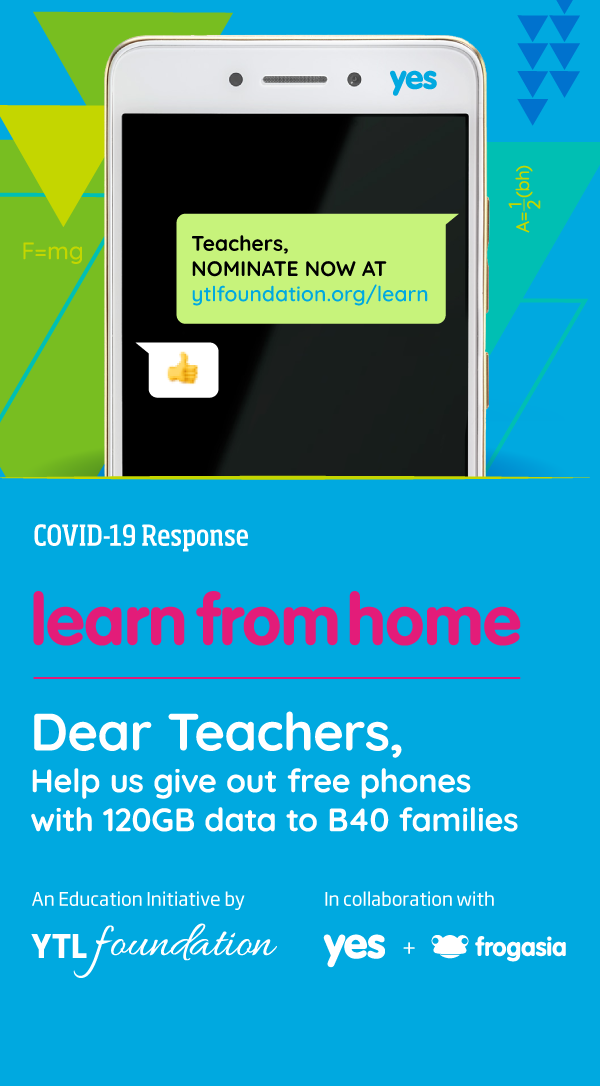 yes
A=1/2(bh)
Teachers,
NOMINATE NOW AT
ytlfoundation.org/learn
F=mg
COVID-19 Response
learn from home
Dear Teachers,
Help us give out free phones
with 120GB data to B40 families
An Education Initiative by
YTL foundation
In collaboration with
yes + frogasia